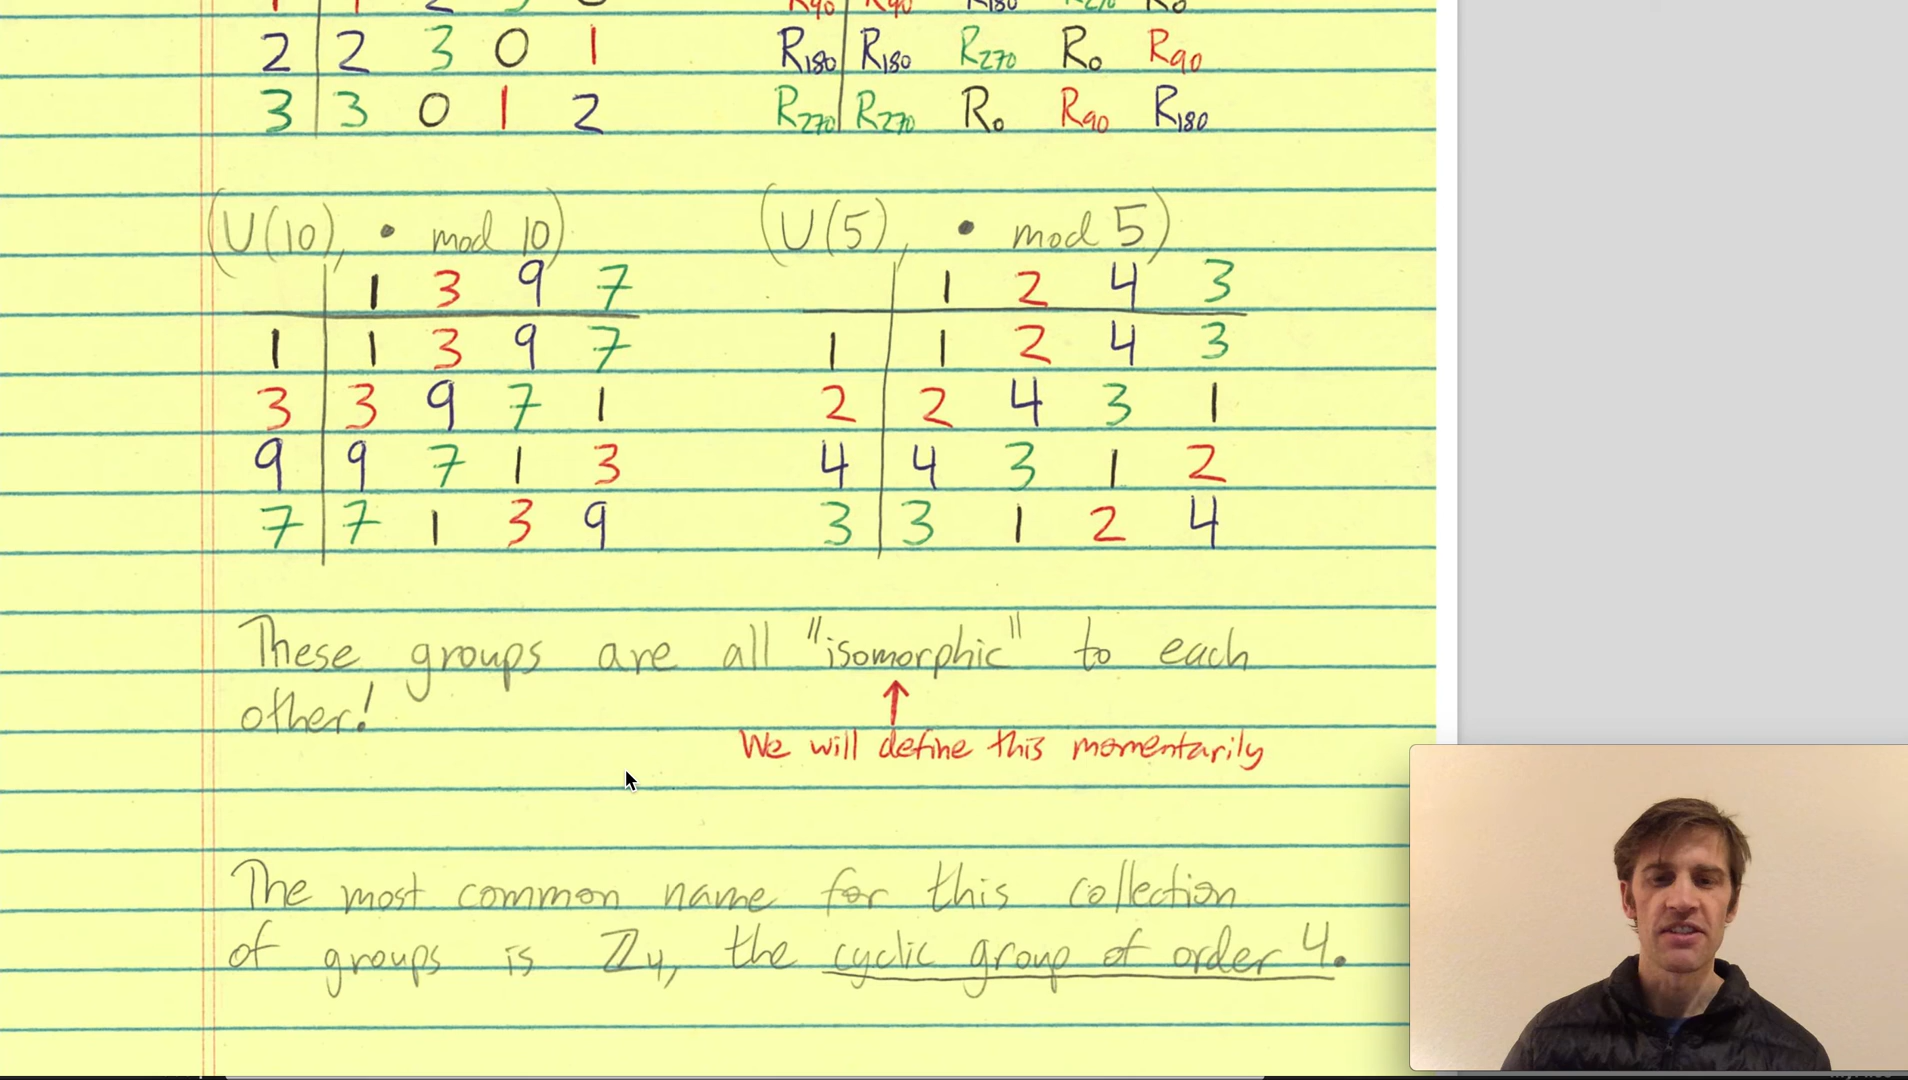 2 2 3 0 1 R180 R180 R270 R0 R90
3 3 0 1 2 R270 R270 R0 R90 R180
(U(10), • mod 10) (U(5), • mod 5)
1 3 9 7 1 2 4 3
1 1 3 9 7 1 1 2 4 3
3 3 9 7 1 2 2 4 3 1
9 9 7 1 3 4 4 3 1 2
7 7 1 3 9 3 3 1 2 4
These groups are all "isomorphic" to each
other!
↑
We will define this momentarily
The most common name for this collection
of groups is ℤ4, the cyclic group of order 4.